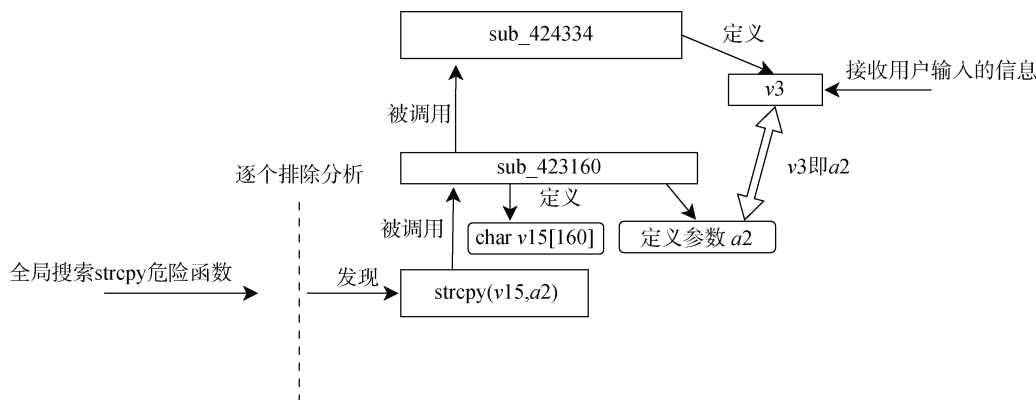 sub_424334
定义
接收用户输入的信息
v3
被调用
sub_423160
v3即a2
逐个排除分析
定义
被调用
char v15[160]
定义参数 a2
全局搜索strcpy危险函数
发现
strcpy(v15,a2)